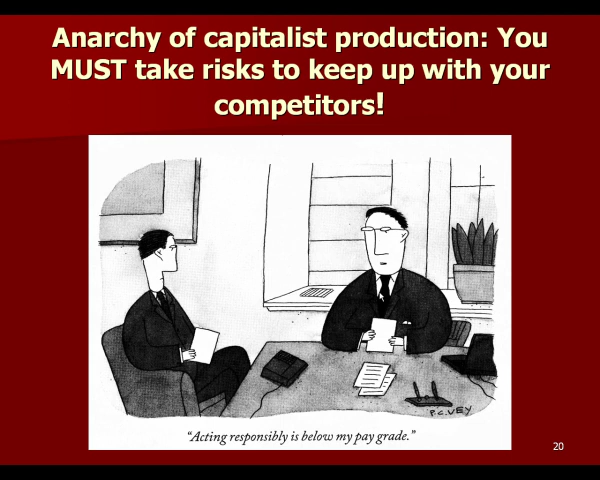 Anarchy of capitalist production: You
MUST take risks to keep up with your
competitors!
P.C.VEY
"Acting responsibly is below my pay grade."
20